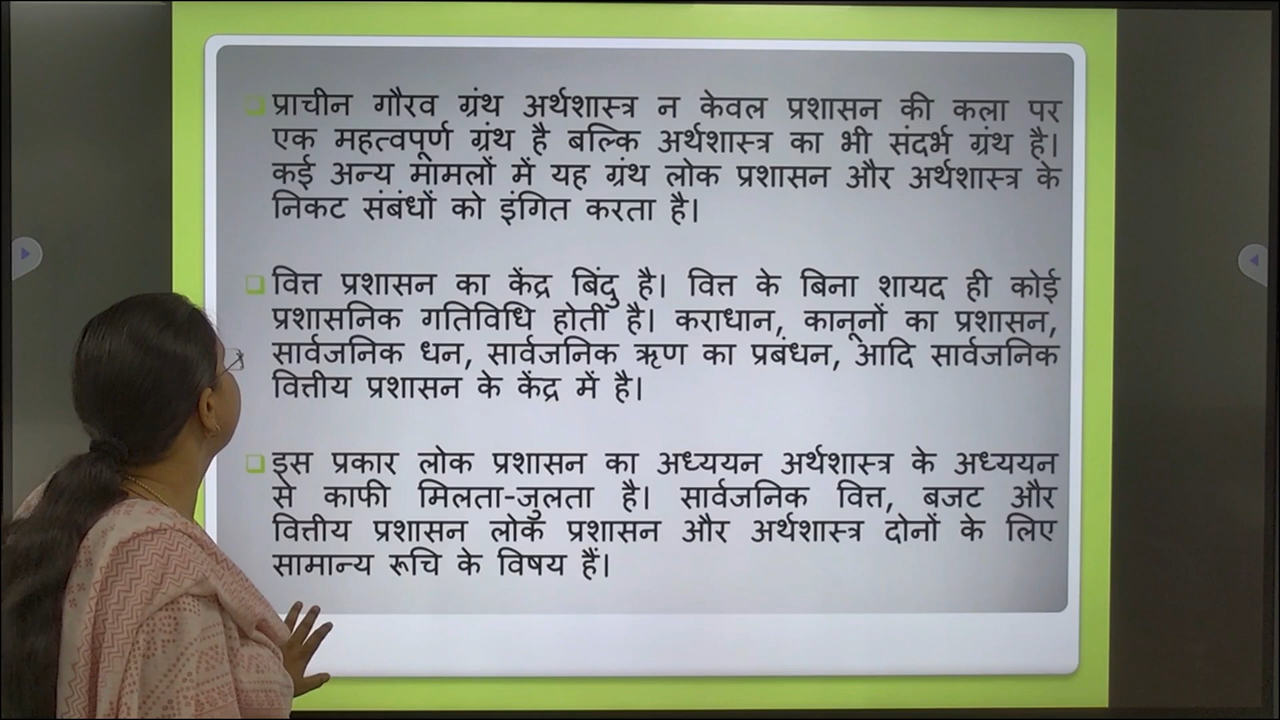 प्राचीन गौरव ग्रंथ अर्थशास्त्र न केवल प्रशासन की कला पर
एक महत्वपूर्ण ग्रंथ है बल्कि अर्थशास्त्र का भी संदर्भ ग्रंथ है।
कई अन्य मामलों में यह ग्रंथ लोक प्रशासन और अर्थशास्त्र के
निकट संबंधों को इंगित करता है।
वित्त प्रशासन का केंद्र बिंदु है। वित्त के बिना शायद ही कोई
प्रशासनिक गतिविधि होती है। कराधान, कानूनों का प्रशासन,
सार्वजनिक धन, सार्वजनिक ऋण का प्रबंधन, आदि सार्वजनिक
वित्तीय प्रशासन के केंद्र में है।
इस प्रकार लोक प्रशासन का अध्ययन अर्थशास्त्र के अध्ययन
से काफी मिलता-जुलता है। सार्वजनिक वित्त, बजट और
वित्तीय प्रशासन लोक प्रशासन और अर्थशास्त्र दोनों के लिए
सामान्य रूचि के विषय हैं।